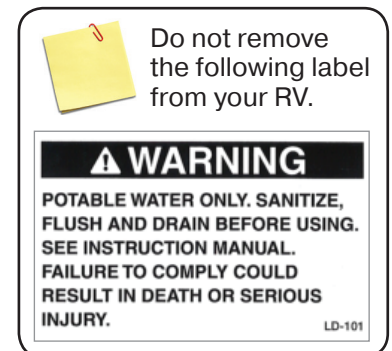 Do not remove
the following label
from your RV.
⚠ WARNING
POTABLE WATER ONLY. SANITIZE,
FLUSH AND DRAIN BEFORE USING.
SEE INSTRUCTION MANUAL.
FAILURE TO COMPLY COULD
RESULT IN DEATH OR SERIOUS
INJURY.
LD-101